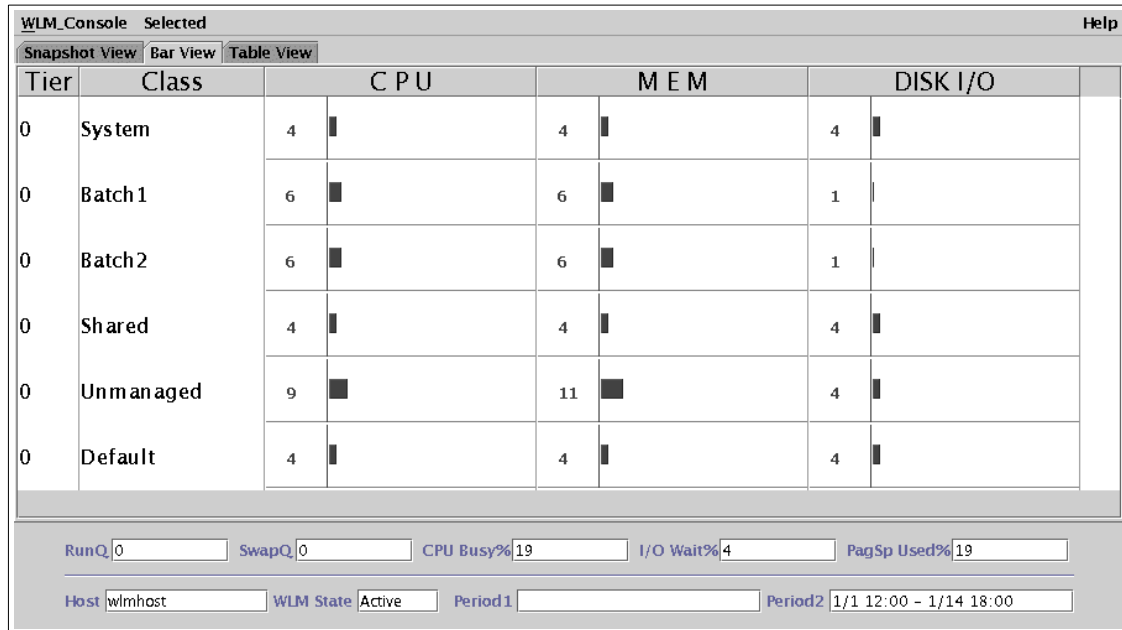 WLM_Console Selected Help
Snapshot View Bar View Table View
Tier Class CPU MEM DISK I/O
0 System 4 4 4
0 Batch1 6 6 1
0 Batch2 6 6 1
0 Shared 4 4 4
0 Unmanaged 9 11 4
0 Default 4 4 4
RunQ 0 SwapQ 0 CPU Busy% 19 I/O Wait% 4 PagSp Used% 19
Host wlmhost WLM State Active Period1 Period2 1/1 12:00 - 1/14 18:00